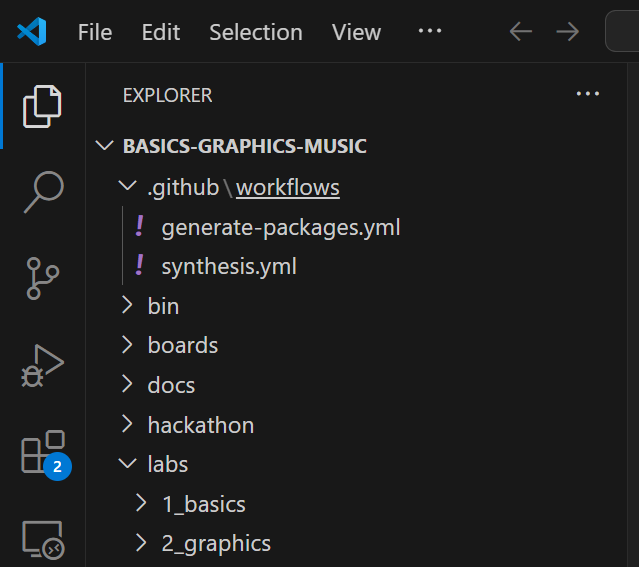 File Edit Selection View ···
EXPLORER ···
BASICS-GRAPHICS-MUSIC
.github\workflows
! generate-packages.yml
! synthesis.yml
bin
boards
docs
hackathon
labs
2
1_basics
2_graphics